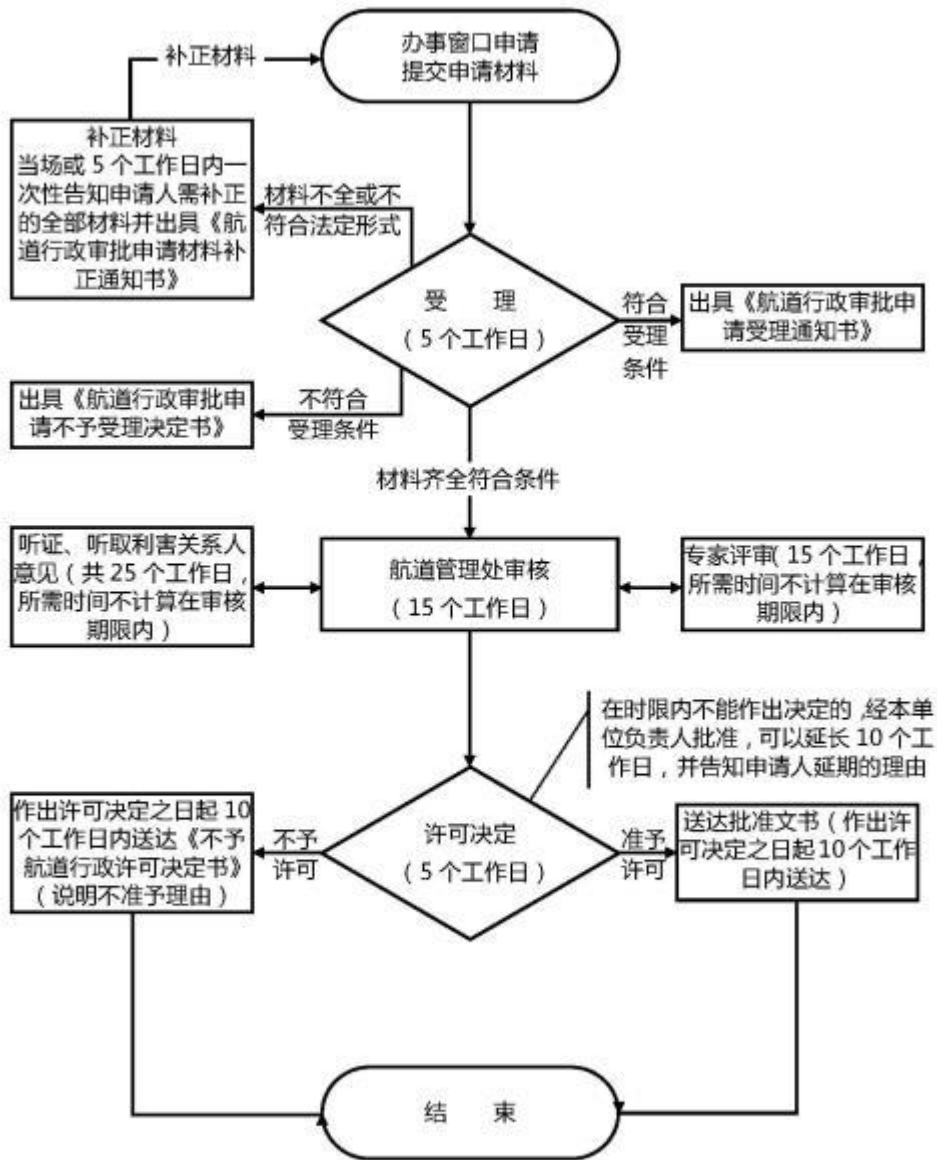 办事窗口申请
提交申请材料
补正材料
补正材料
当场或 5 个工作日内一
次性告知申请人需补正
的全部材料并出具《航
道行政审批申请材料补
正通知书》
材料不全或不
符合法定形式
受 理
（5 个工作日）
符合
受理
条件
出具《航道行政审批申
请受理通知书》
出具《航道行政审批申
请不予受理决定书》
不符合
受理条件
材料齐全符合条件
听证、听取利害关系人
意见（共 25 个工作日，
所需时间不计算在审核
期限内）
航道管理处审核
（15 个工作日）
专家评审（15 个工作日，
所需时间不计算在审核
期限内）
在时限内不能作出决定的，经本单
位负责人批准，可以延长 10 个工
作日，并告知申请人延期的理由
作出许可决定之日起 10
个工作日内送达《不予
航道行政许可决定书》
（说明不准予理由）
不予
许可
许可决定
（5 个工作日）
准予
许可
送达批准文书（作出许
可决定之日起 10 个工作
日内送达）
结 束